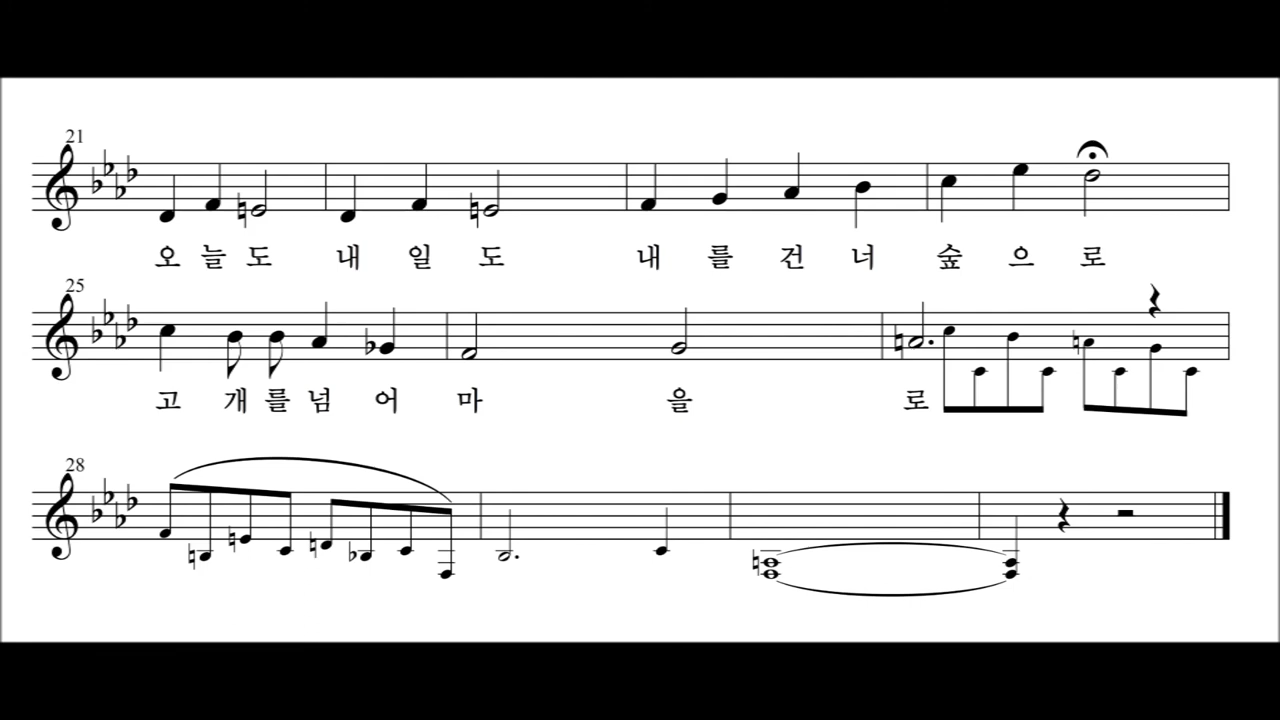 21
오 늘 도 내 일 도 내 를 건 너 숲 으 로
25
고 개 를 넘 어 마 을 로
28